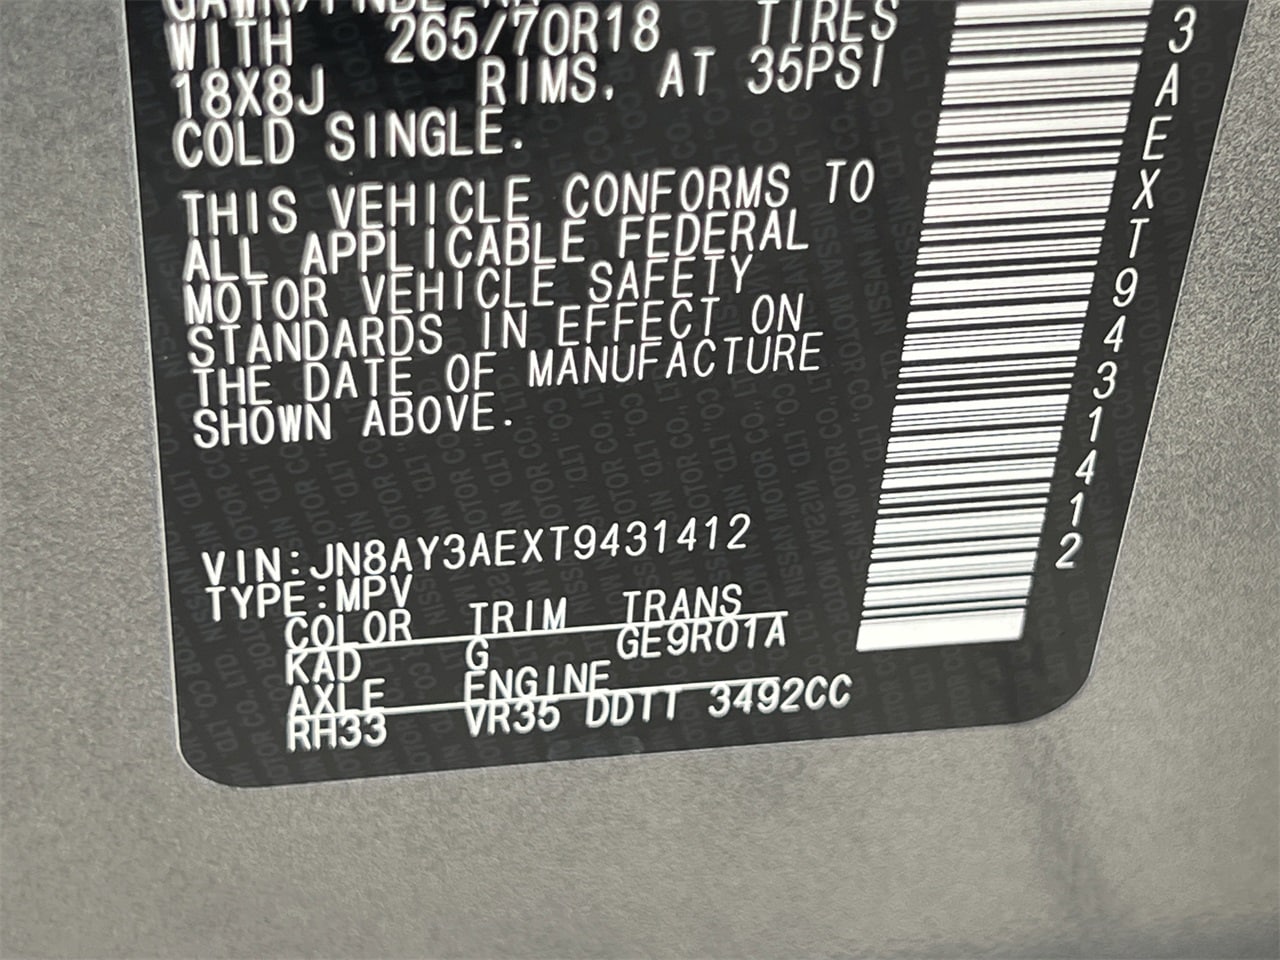 WITH 265/70R18 TIRES
18X8J RIMS, AT 35PSI
COLD SINGLE.
THIS VEHICLE CONFORMS TO
ALL APPLICABLE FEDERAL
MOTOR VEHICLE SAFETY
STANDARDS IN EFFECT ON
THE DATE OF MANUFACTURE
SHOWN ABOVE.
VIN:JN8AY3AEXT9431412
TYPE:MPV
COLOR TRIM TRANS
KAD G GE9R01A
AXLE ENGINE
RH33 VR35 DDTT 3492CC
3AEXT9431412